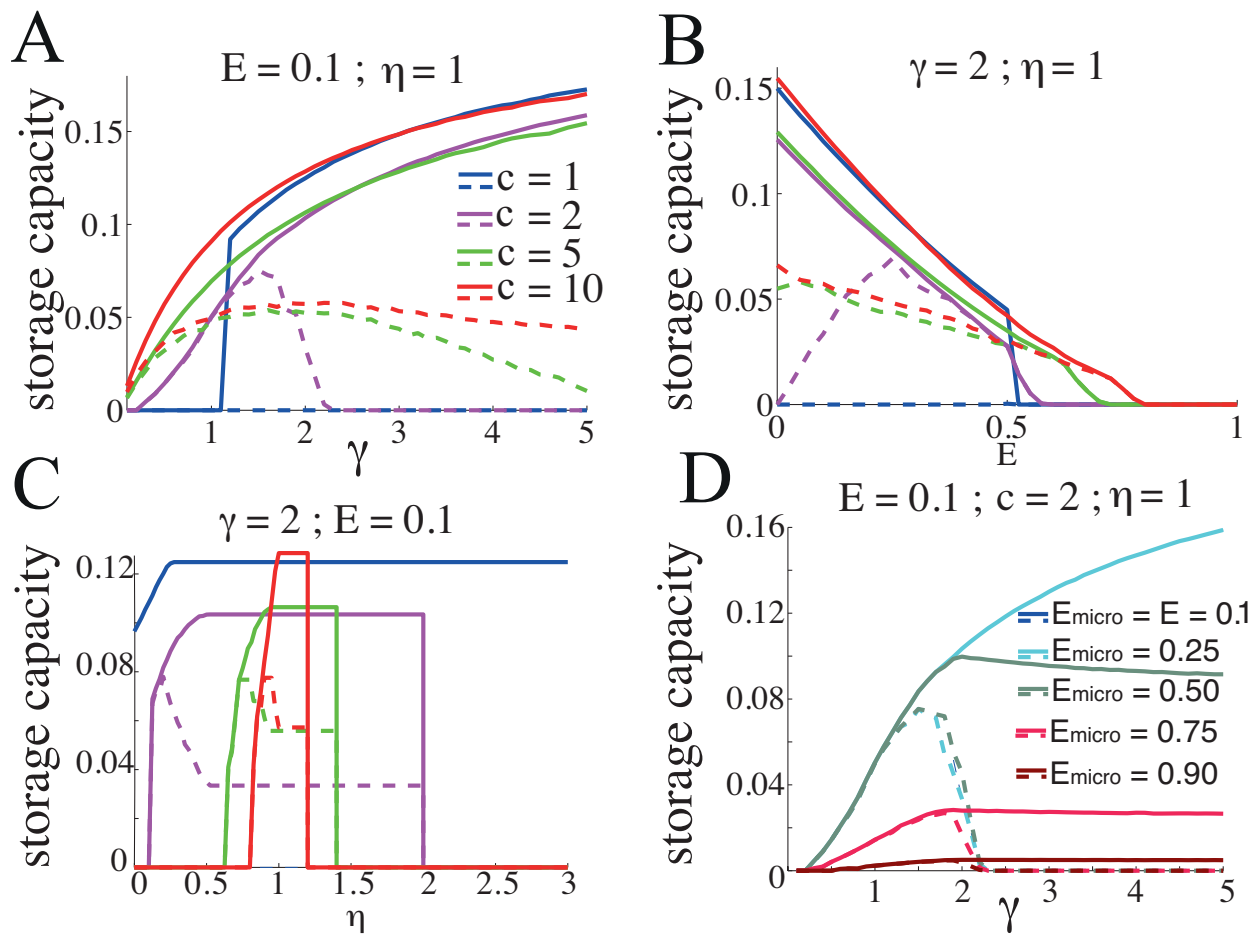 A
E = 0.1 ; η = 1
storage capacity
0.15
0.1
0.05
0
1
2
3
4
5
γ
c = 1
c = 2
c = 5
c = 10
B
γ = 2 ; η = 1
storage capacity
0.15
0.1
0.05
0
0.5
1
E
C
γ = 2 ; E = 0.1
storage capacity
0.12
0.08
0.04
0
0
0.5
1
1.5
2
2.5
3
η
D
E = 0.1 ; c = 2 ; η = 1
storage capacity
0.16
0.12
0.08
0.04
0
1
2
3
4
5
γ
Emicro = E = 0.1
Emicro = 0.25
Emicro = 0.50
Emicro = 0.75
Emicro = 0.90